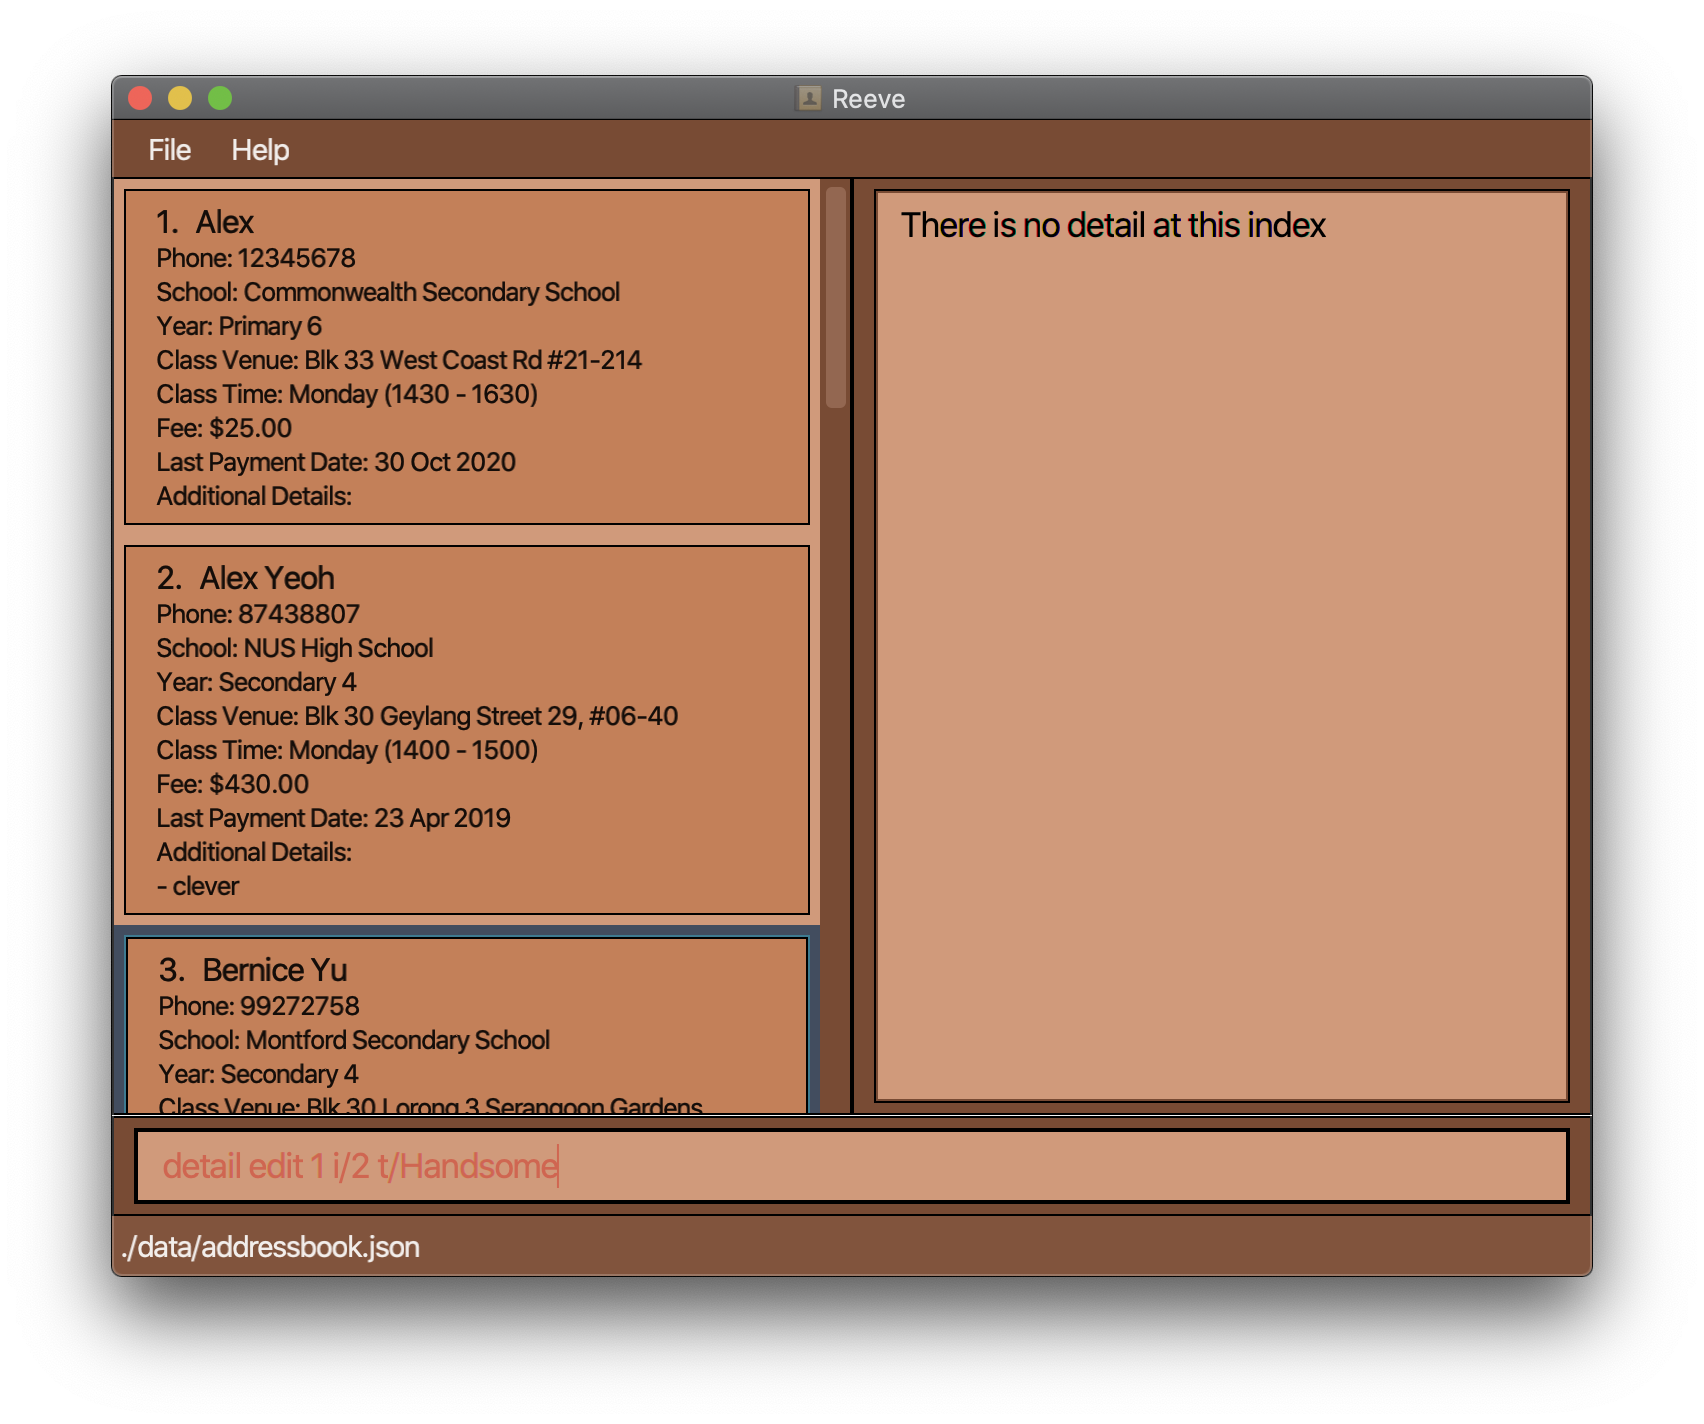 Reeve
File Help
1. Alex
Phone: 12345678
School: Commonwealth Secondary School
Year: Primary 6
Class Venue: Blk 33 West Coast Rd #21-214
Class Time: Monday (1430 - 1630)
Fee: $25.00
Last Payment Date: 30 Oct 2020
Additional Details:
2. Alex Yeoh
Phone: 87438807
School: NUS High School
Year: Secondary 4
Class Venue: Blk 30 Geylang Street 29, #06-40
Class Time: Monday (1400 - 1500)
Fee: $430.00
Last Payment Date: 23 Apr 2019
Additional Details:
- clever
3. Bernice Yu
Phone: 99272758
School: Montford Secondary School
Year: Secondary 4
Class Venue: Blk 30 Lorong 3 Serangoon Gardens
There is no detail at this index
detail edit 1 i/2 t/Handsome
./data/addressbook.json